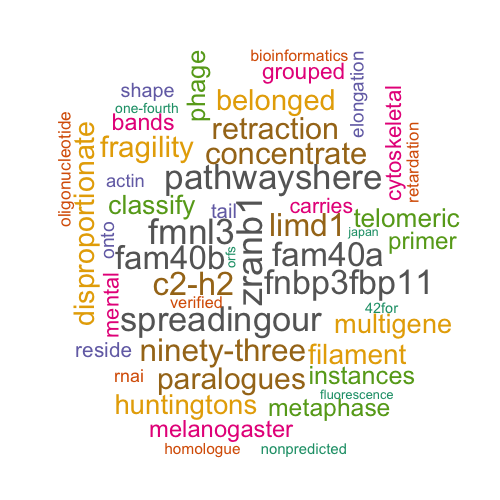 bioinformatics
grouped
elongation
phage
shape
belonged
one-fourth
bands
retraction
cytoskeletal
oligonucleotide
disproportionate
fragility
concentrate
retardation
actin
pathwayshere
classify
tail
carries
telomeric
limd1
fmnl3
zranb1
japan
primer
onto
fam40b
orfs
fam40a
mental
c2-h2
fnbp3fbp11
verified
42for
spreadingour
multigene
reside
ninety-three
filament
rnai
paralogues
instances
fluorescence
huntingtons
metaphase
melanogaster
homologue
nonpredicted